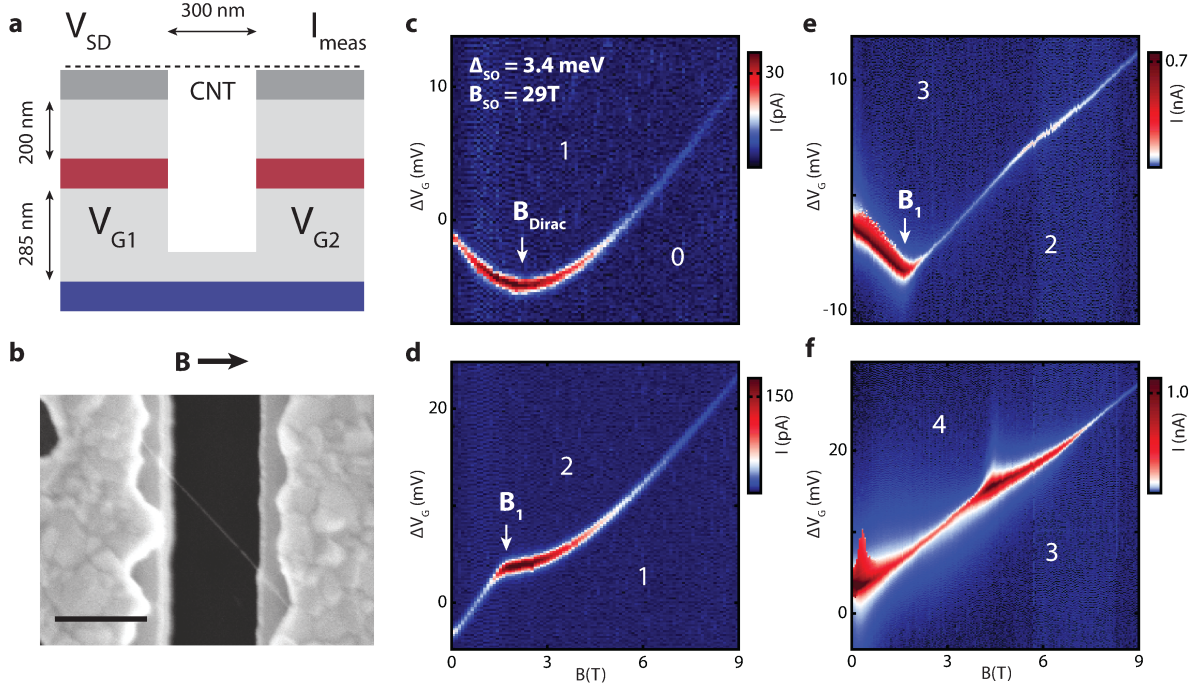 a
V_SD
300 nm
I_meas
CNT
200 nm
285 nm
V_G1
V_G2
b
B
c
Δ_SO = 3.4 meV
B_SO = 29T
10
0
ΔV_G (mV)
1
B_Dirac
0
30
I (pA)
d
20
0
ΔV_G (mV)
2
B_1
1
0
3
6
9
B(T)
150
I (pA)
e
10
0
-10
ΔV_G (mV)
3
B_1
2
0.7
I (nA)
f
20
10
0
ΔV_G (mV)
4
3
0
3
6
9
B(T)
1.0
I (nA)